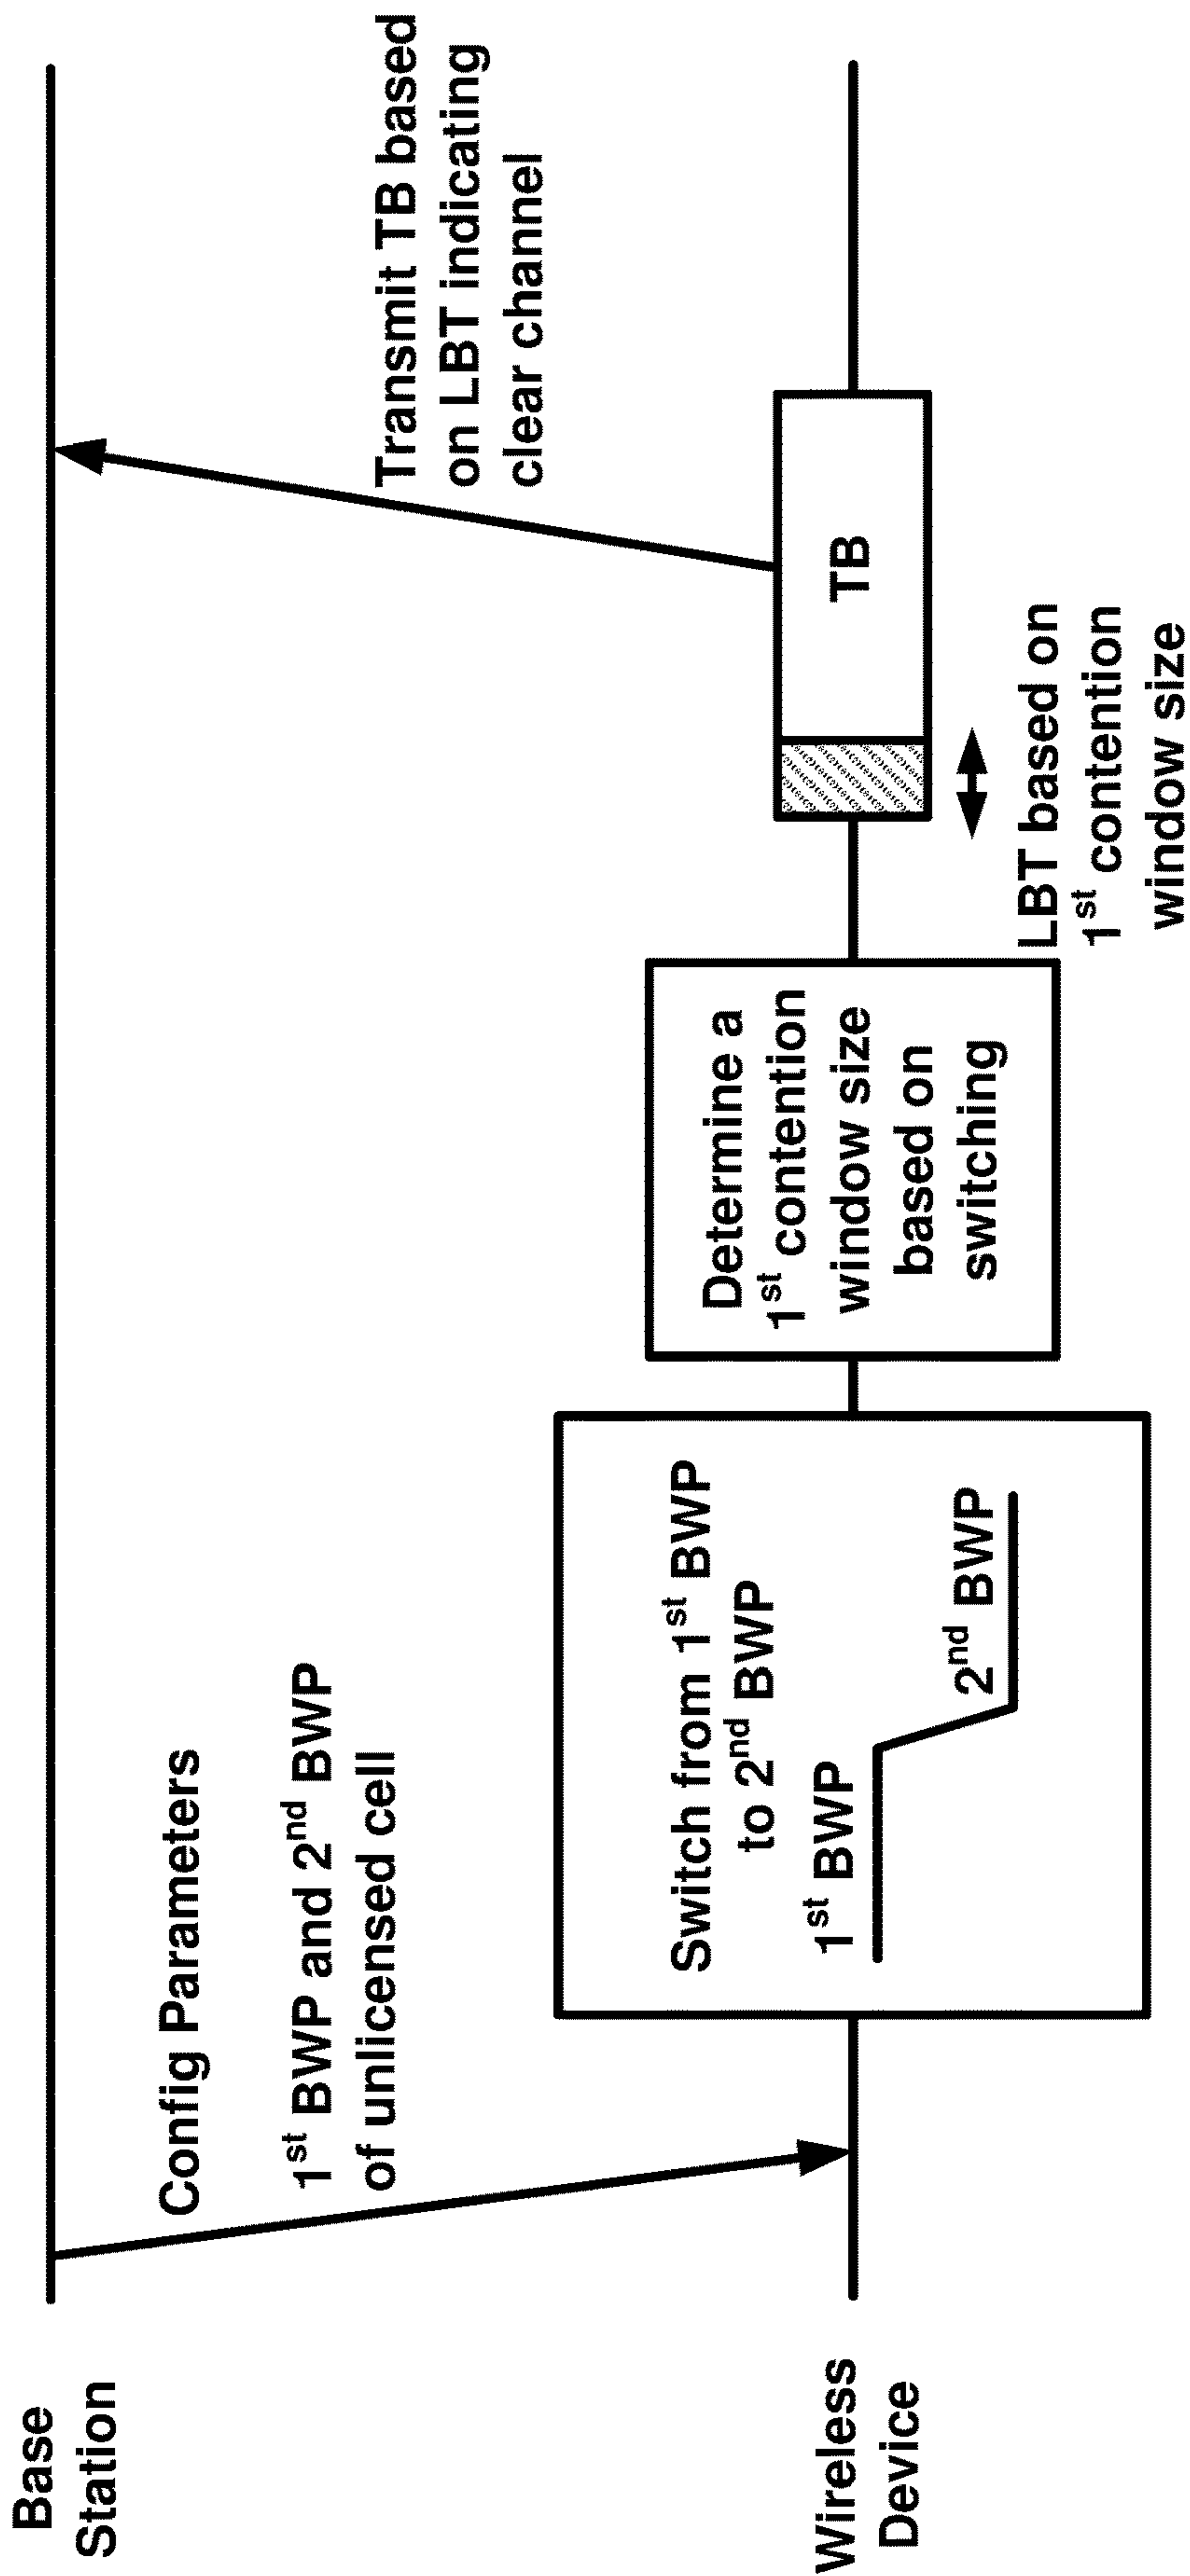 Base
Station
Config Parameters
1st BWP and 2nd BWP
of unlicensed cell
Transmit TB based
on LBT indicating
clear channel
Wireless
Device
Switch from 1st BWP
to 2nd BWP
1st BWP
2nd BWP
Determine a
1st contention
window size
based on
switching
TB
LBT based on
1st contention
window size